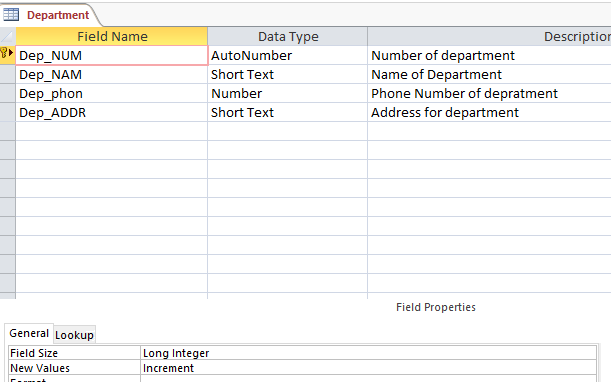 Department
Field Name Data Type Description
Dep_NUM AutoNumber Number of department
Dep_NAM Short Text Name of Department
Dep_phon Number Phone Number of depratment
Dep_ADDR Short Text Address for department
Field Properties
General Lookup
Field Size Long Integer
New Values Increment
Format